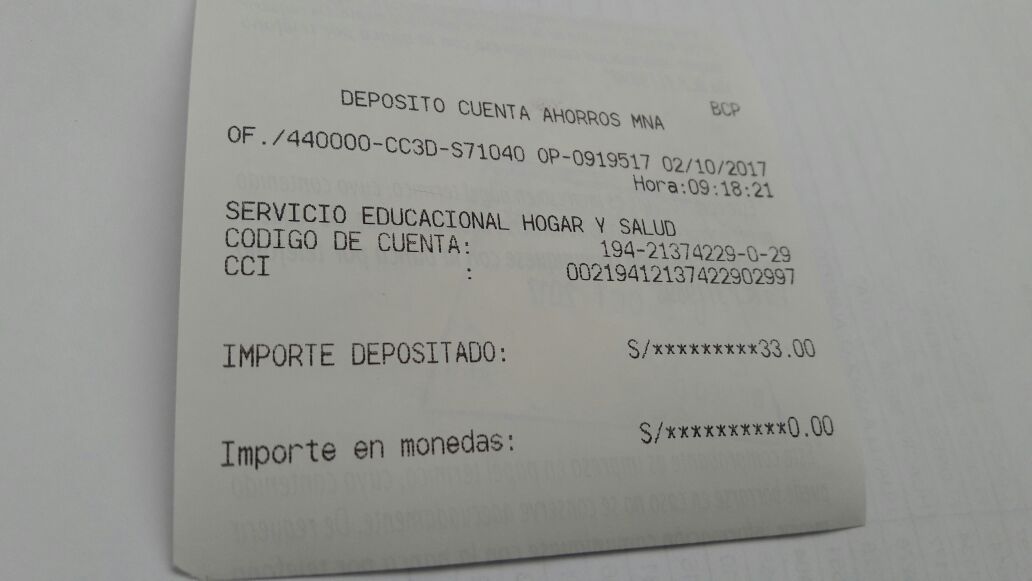 BCP
DEPOSITO CUENTA AHORROS MNA
OF./440000-CC3D-S71040 OP-0919517 02/10/2017
Hora:09:18:21
SERVICIO EDUCACIONAL HOGAR Y SALUD
CODIGO DE CUENTA: 194-21374229-0-29
CCI : 00219412137422902997
IMPORTE DEPOSITADO: S/*********33.00
Importe en monedas: S/**********0.00